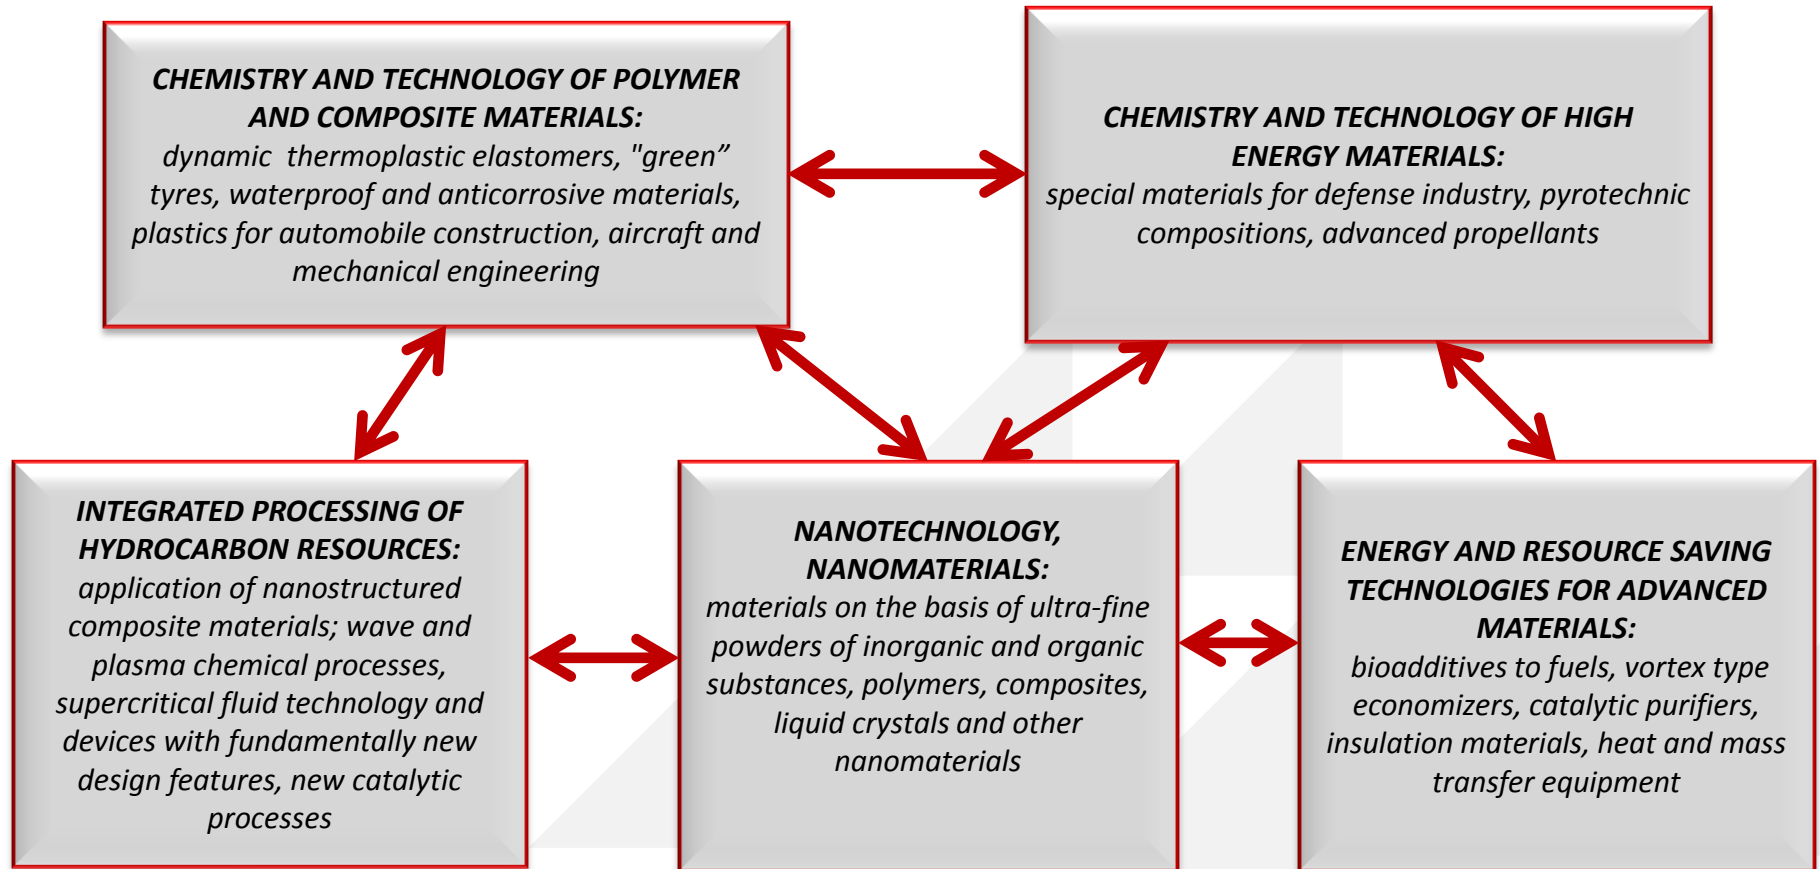 CHEMISTRY AND TECHNOLOGY OF POLYMER
AND COMPOSITE MATERIALS:
dynamic  thermoplastic elastomers, "green”
tyres, waterproof and anticorrosive materials,
plastics for automobile construction, aircraft and
mechanical engineering
CHEMISTRY AND TECHNOLOGY OF HIGH
ENERGY MATERIALS:
special materials for defense industry, pyrotechnic
compositions, advanced propellants
INTEGRATED PROCESSING OF
HYDROCARBON RESOURCES:
application of nanostructured
composite materials; wave and
plasma chemical processes,
supercritical fluid technology and
devices with fundamentally new
design features, new catalytic
processes
NANOTECHNOLOGY,
NANOMATERIALS:
materials on the basis of ultra-fine
powders of inorganic and organic
substances, polymers, composites,
liquid crystals and other
nanomaterials
ENERGY AND RESOURCE SAVING
TECHNOLOGIES FOR ADVANCED
MATERIALS:
bioadditives to fuels, vortex type
economizers, catalytic purifiers,
insulation materials, heat and mass
transfer equipment